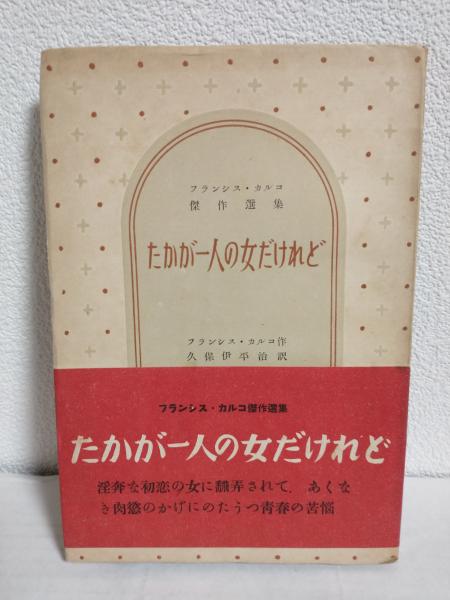 フランシス・カルコ
傑作選集
たかが一人の女だけれど
フランシス・カルコ作
久保伊平治訳
フランシス・カルコ傑作選集
たかが一人の女だけれど
淫奔な初恋の女に飜弄されて、あくな
き肉慾のかげにのたうつ青春の苦悩